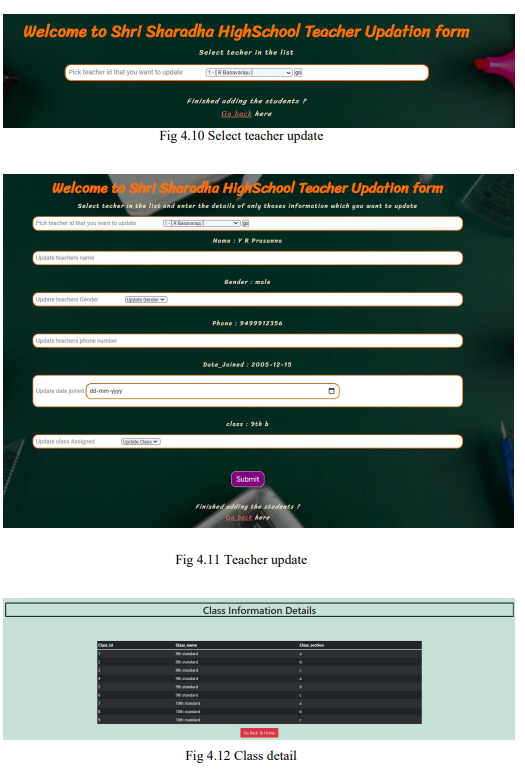 Welcome to Shri Sharadha HighSchool Teacher Updation form
Select techer in the list
Pick teacher id that you want to update 1 - [ R Basavaraju ] go
Finished adding the students ?
Go back here
Fig 4.10 Select teacher update
Welcome to Shri Sharadha HighSchool Teacher Updation form
Select techer in the list and enter the details of only thoses information which you want to update
Pick teacher id that you want to update 1 - [ R Basavaraju ] go
Name : Y R Prasanna
Update teachers name
Gender : male
Update teachers Gender Update Gender
Phone : 9499912356
Update teachers phone number
Date_Joined : 2005-12-15
Update date joined dd-mm-yyyy
class : 9th b
Update class Assigned Update Class
Submit
Finished adding the students ?
Go back here
Fig 4.11 Teacher update
Class Information Details
Class_id Class_name Class_section
1 8th standard a
2 8th standard b
3 8th standard c
4 9th standard a
5 9th standard b
6 9th standard c
7 10th standard a
8 10th standard b
9 10th standard c
Go Back To Home
Fig 4.12 Class detail